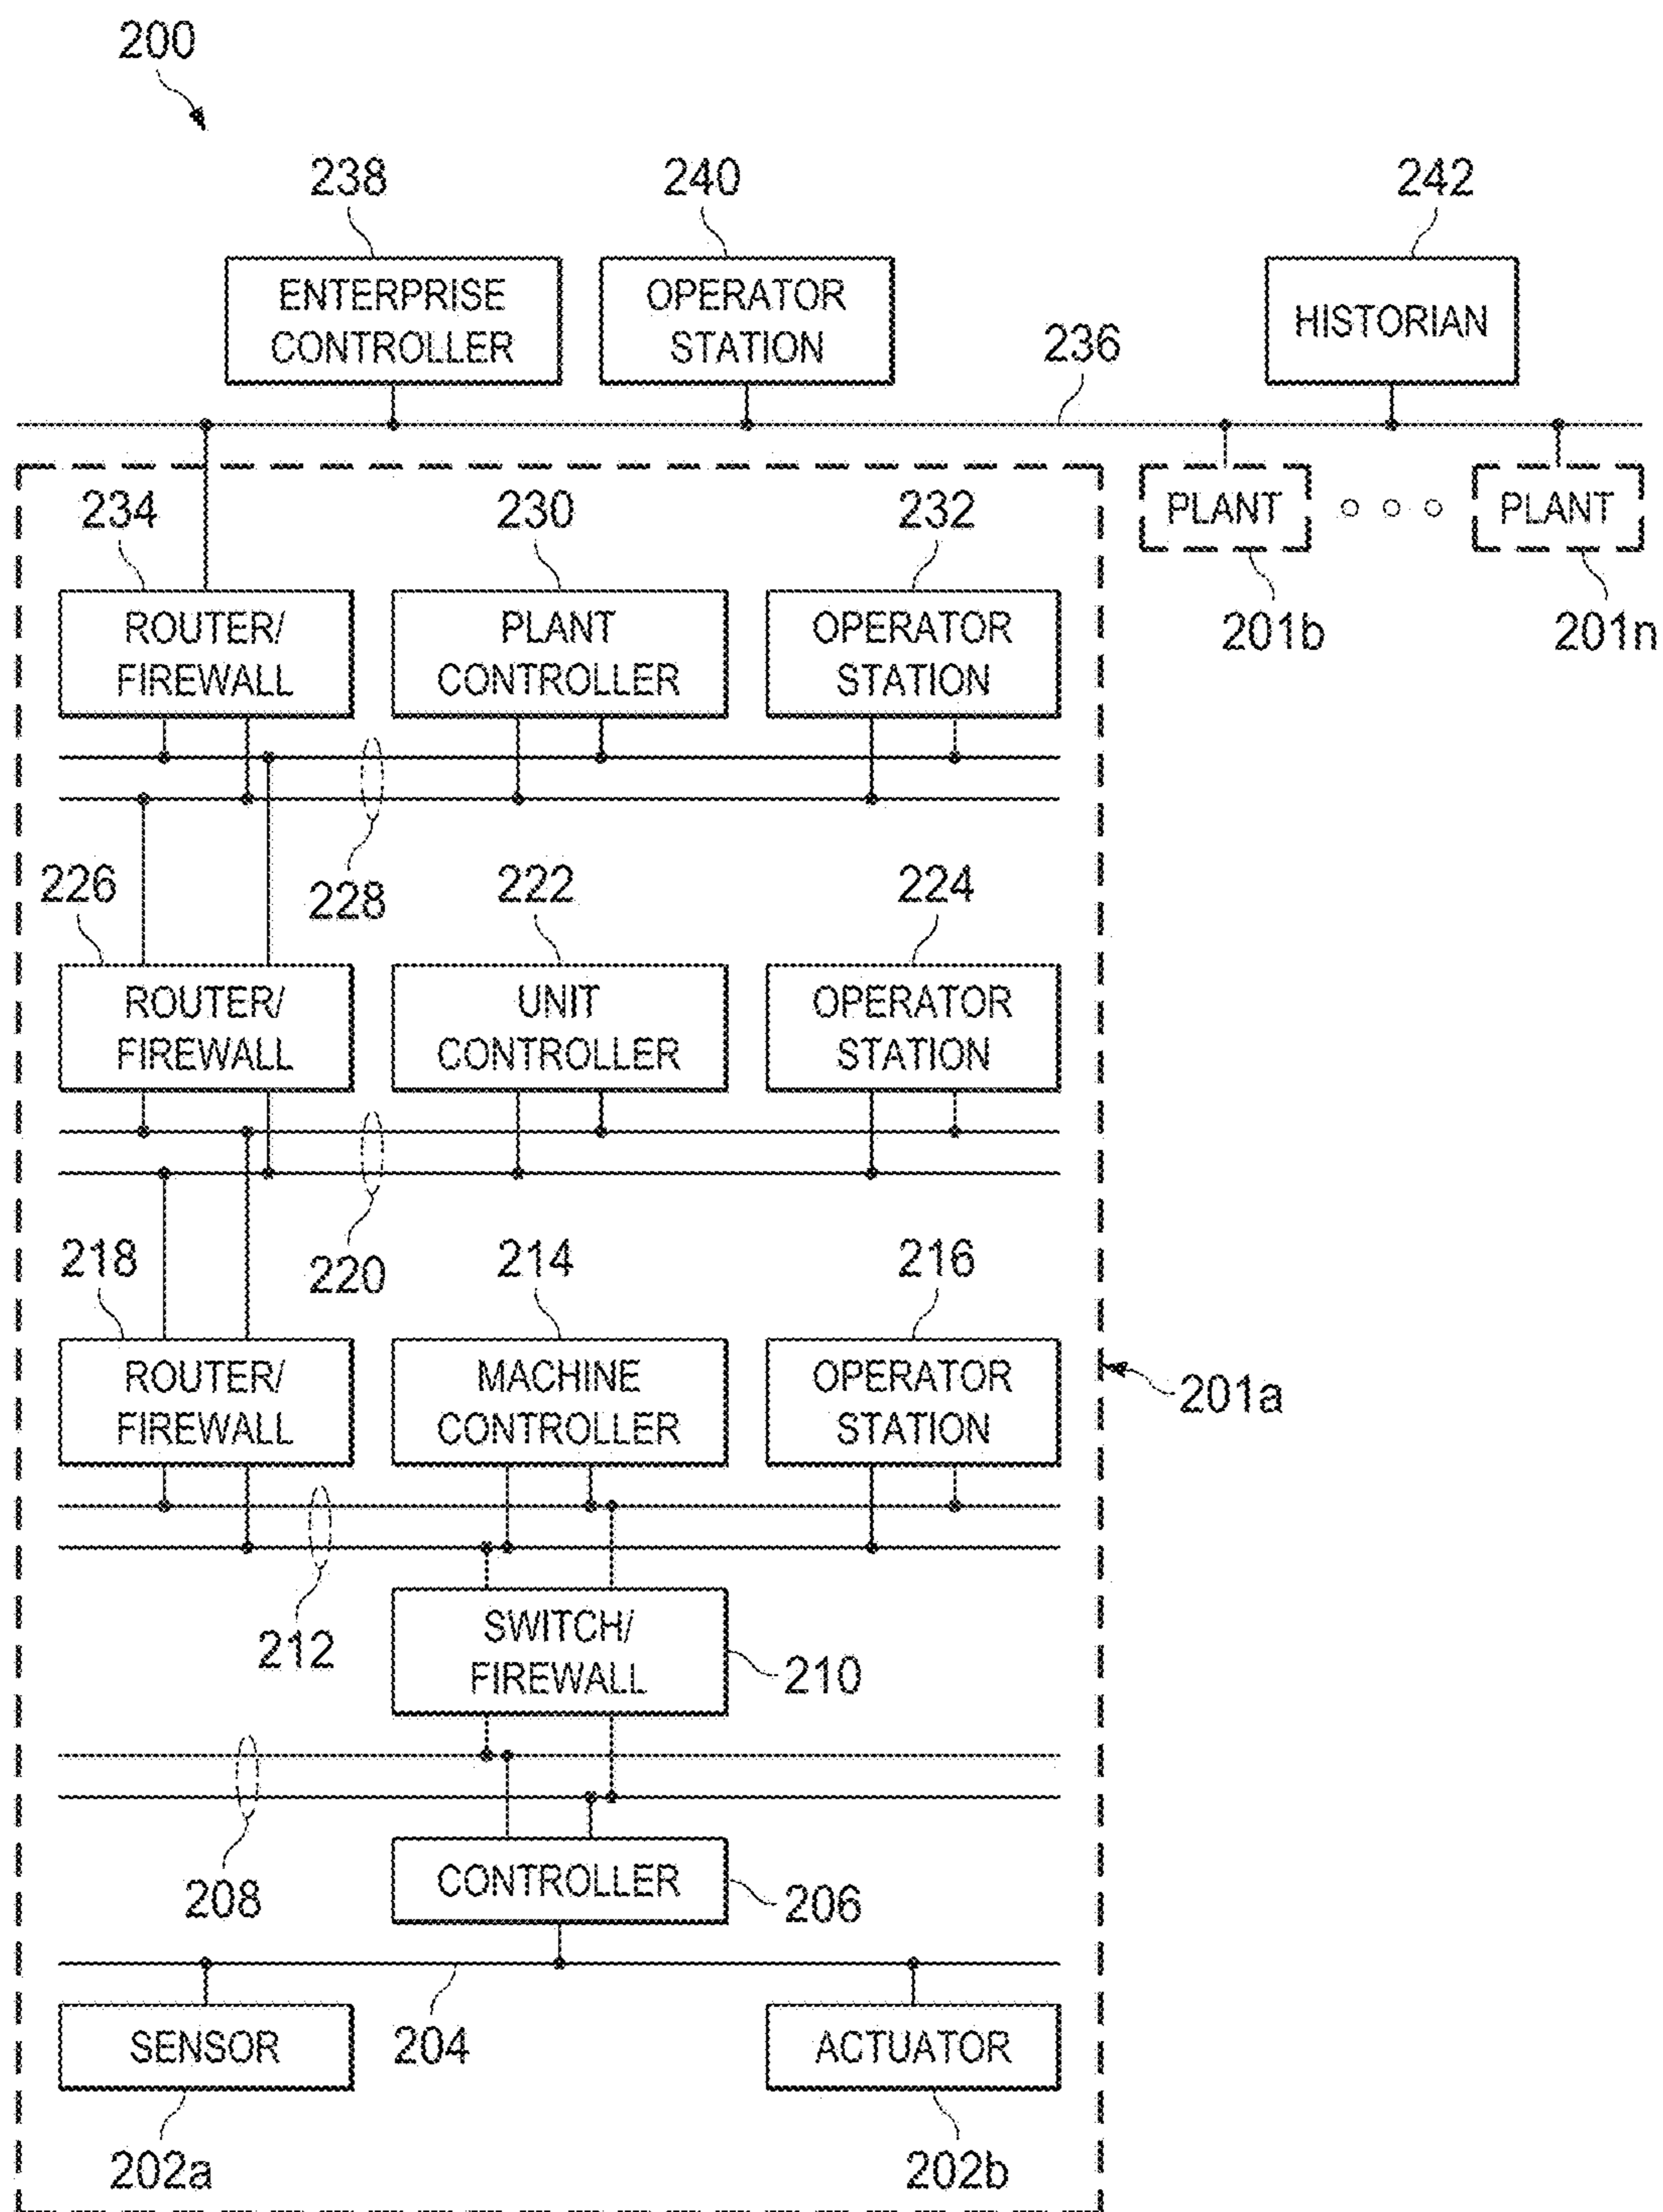 200
238
240
242
ENTERPRISE
CONTROLLER
OPERATOR
STATION
HISTORIAN
236
234
230
232
PLANT
PLANT
201b
201n
ROUTER/
FIREWALL
PLANT
CONTROLLER
OPERATOR
STATION
228
226
222
224
ROUTER/
FIREWALL
UNIT
CONTROLLER
OPERATOR
STATION
220
218
214
216
ROUTER/
FIREWALL
MACHINE
CONTROLLER
OPERATOR
STATION
201a
212
SWITCH/
FIREWALL
210
208
CONTROLLER
206
204
SENSOR
ACTUATOR
202a
202b